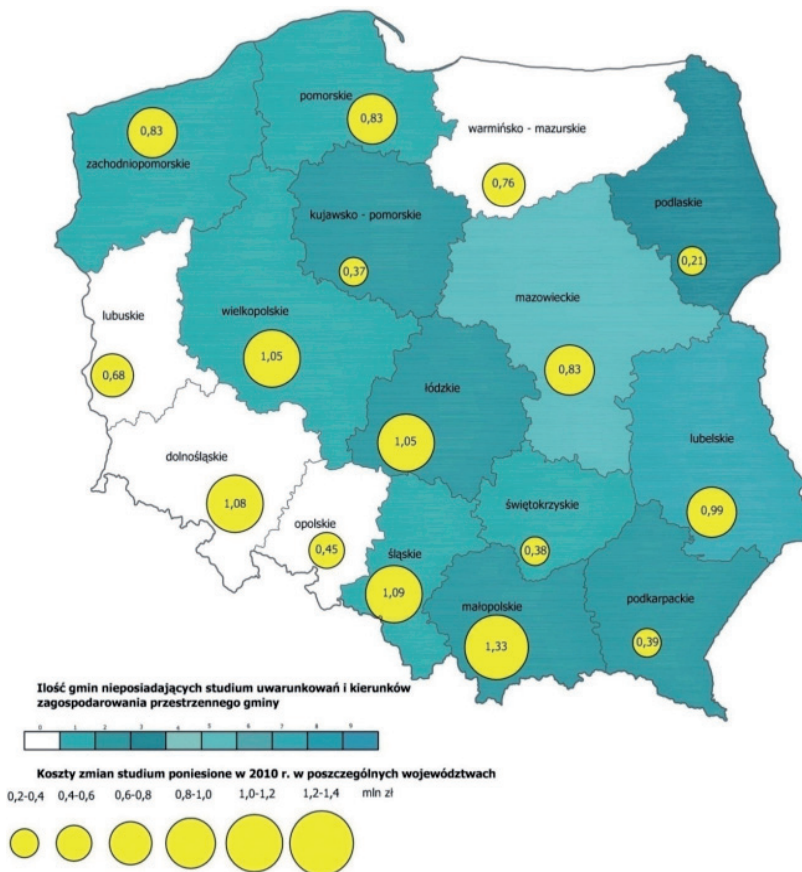 pomorskie
0,83
0,83
zachodniopomorskie
warmińsko - mazurskie
0,76
podlaskie
0,21
kujawsko - pomorskie
0,37
mazowieckie
0,83
lubuskie
0,68
wielkopolskie
1,05
łódzkie
1,05
lubelskie
0,99
dolnośląskie
1,08
opolskie
0,45
śląskie
1,09
świętokrzyskie
0,38
małopolskie
1,33
podkarpackie
0,39
Ilość gmin nieposiadających studium uwarunkowań i kierunków
zagospodarowania przestrzennego gminy
0 1 2 3 4 5 6 7 8 9
Koszty zmian studium poniesione w 2010 r. w poszczególnych województwach
0,2-0,4 0,4-0,6 0,6-0,8 0,8-1,0 1,0-1,2 1,2-1,4 mln zł